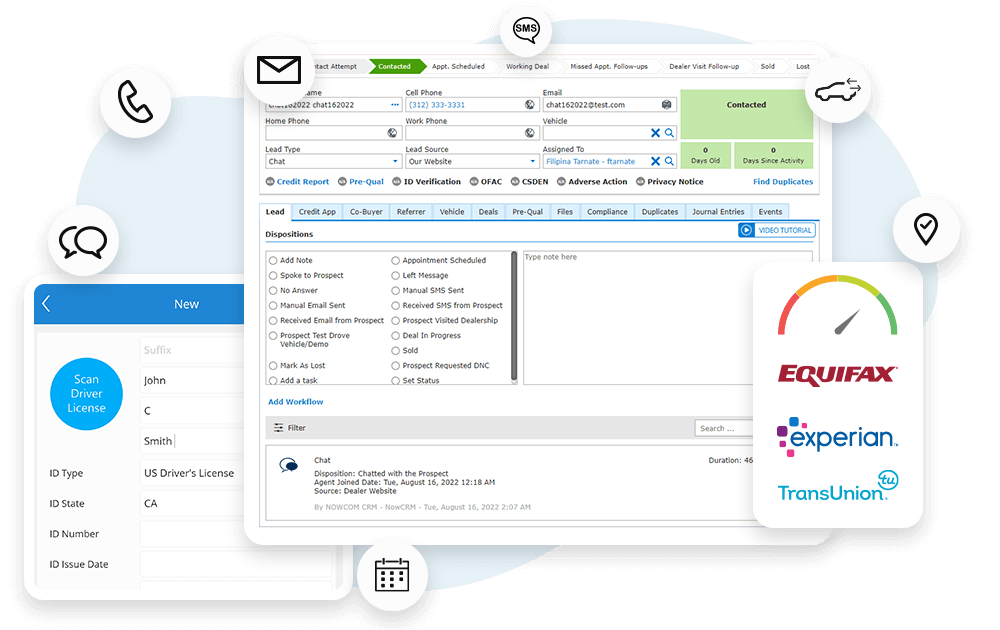 SMS
ntact Attempt Contacted Appt. Scheduled Working Deal Missed Appt. Follow-ups Dealer Visit Follow-up Sold Lost
ame Cell Phone Email
chat162022 chat162022 ... (312) 333-3331 chat162022@test.com
Contacted
Home Phone Work Phone Vehicle
Lead Type Lead Source Assigned To
Chat Our Website Filipina Tarnate - ftarnate
0 0
Days Old Days Since Activity
Credit Report Pre-Qual ID Verification OFAC CSDEN Adverse Action Privacy Notice Find Duplicates
Lead Credit App Co-Buyer Referrer Vehicle Deals Pre-Qual Files Compliance Duplicates Journal Entries Events
Dispositions VIDEO TUTORIAL
Add Note Appointment Scheduled
Spoke to Prospect Left Message
No Answer Manual SMS Sent
Manual Email Sent Received SMS from Prospect
Received Email from Prospect Prospect Visited Dealership
Prospect Test Drove Deal In Progress
Vehicle/Demo
Sold
Mark As Lost Prospect Requested DNC
Add a task Set Status
Type note here
Add Workflow
Filter Search ...
Chat Duration: 46
Disposition: Chatted with the Prospect
Agent Joined Date: Tue, August 16, 2022 12:18 AM
Source: Dealer Website
By NOWCOM CRM - NowCRM - Tue, August 16, 2022 2:07 AM
New
Scan
Driver
License
Suffix
John
C
Smith
ID Type US Driver's License
ID State CA
ID Number
ID Issue Date
EQUIFAX
experian.
TransUnion.
tu